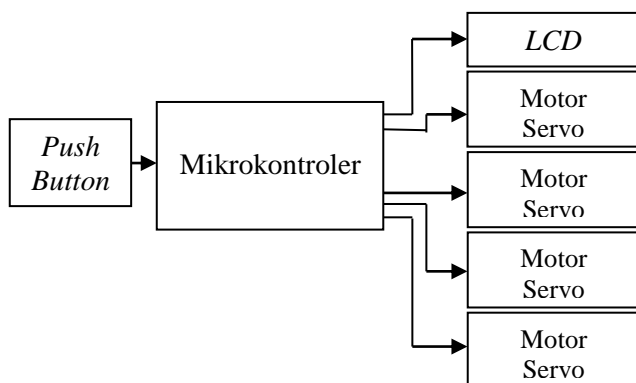 LCD
Motor
Servo
Push
Button
Mikrokontroler
Motor
Servo
Motor
Servo
Motor
Servo